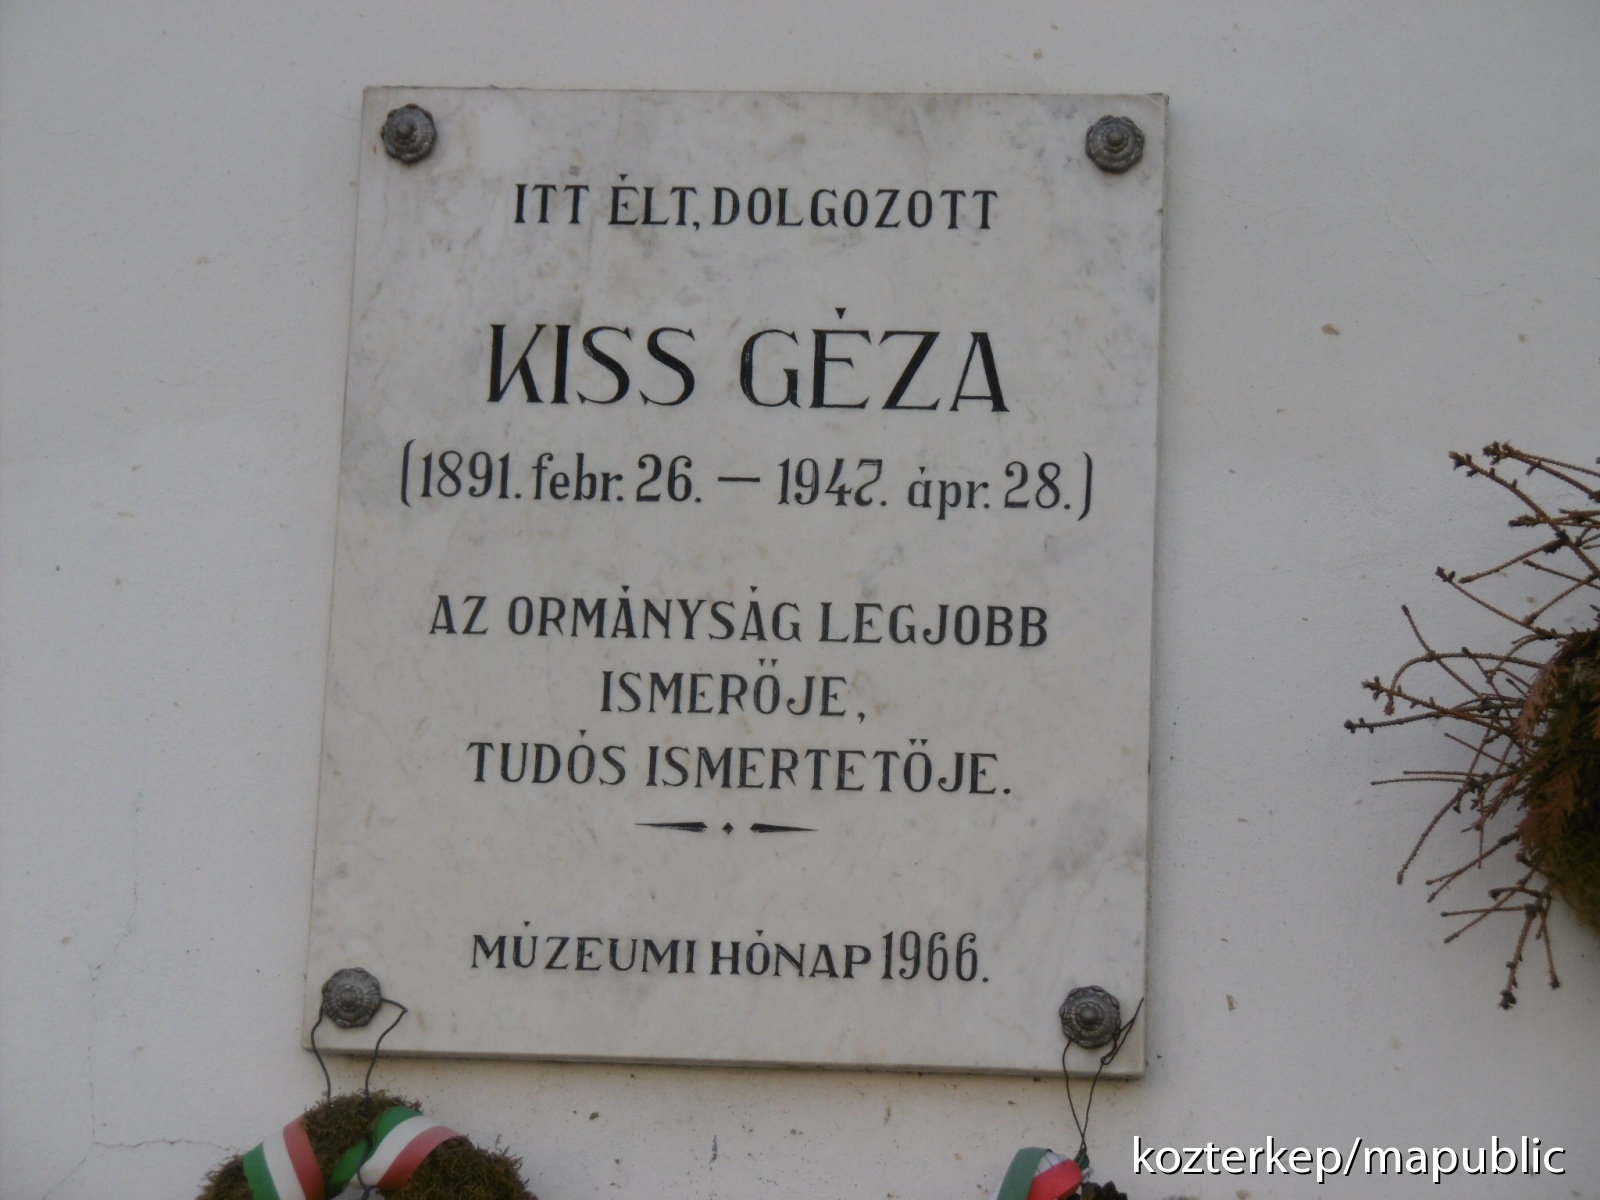 ITT ÉLT, DOLGOZOTT
KISS GÉZA
(1891. febr. 26. — 1947. ápr. 28.)
AZ ORMÁNYSÁG LEGJOBB
ISMERŐJE,
TUDÓS ISMERTETŐJE.
MÚZEUMI HÓNAP 1966.
kozterkep/mapublic